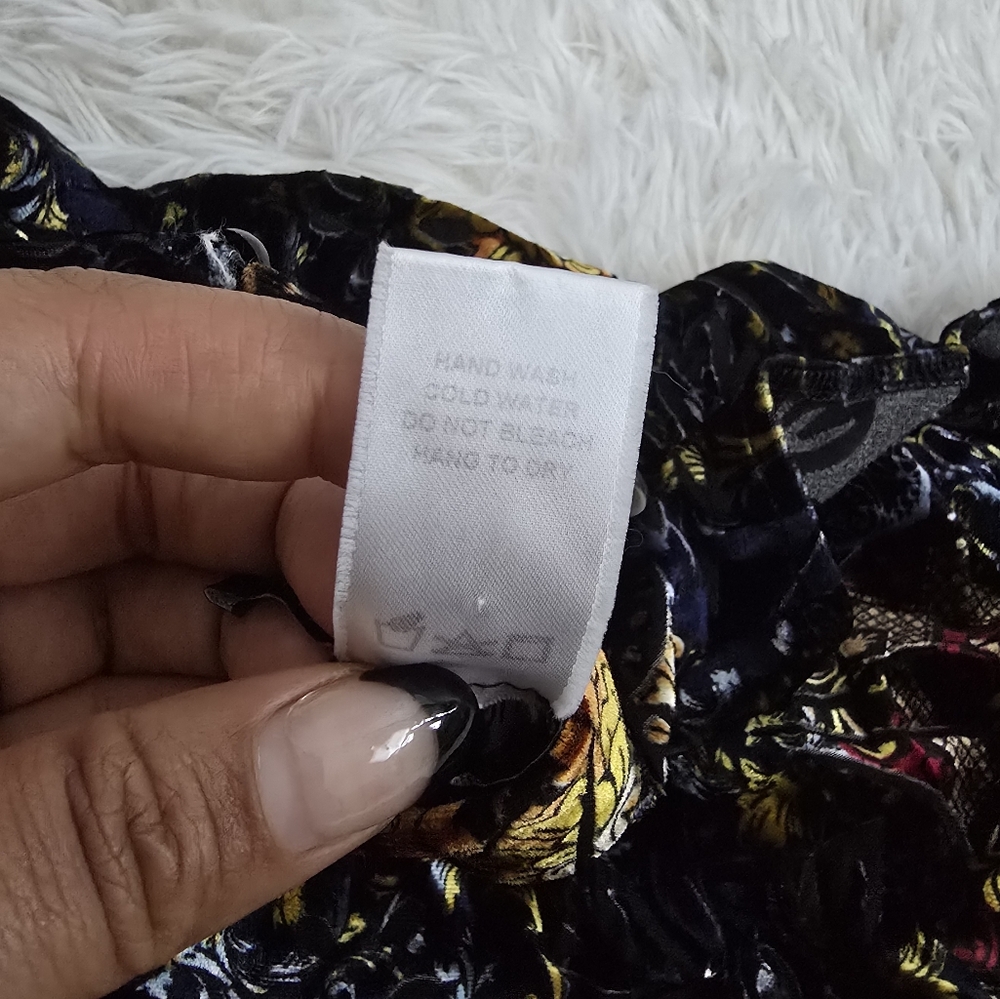 HAND WASH
COLD WATER
DO NOT BLEACH
HANG TO DRY